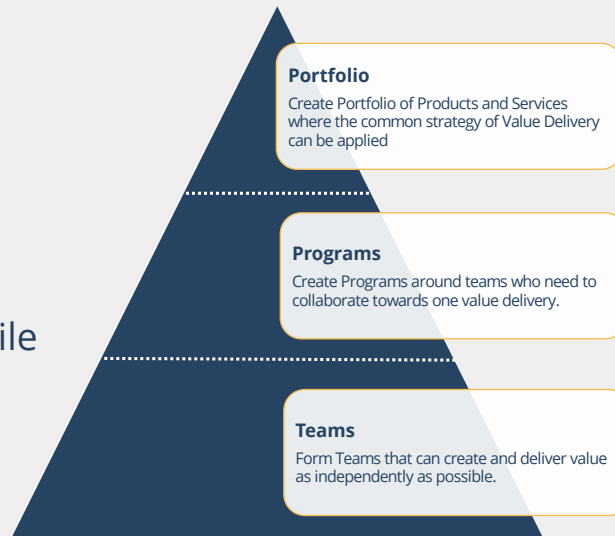 Portfolio
Create Portfolio of Products and Services
where the common strategy of Value Delivery
can be applied
Programs
Create Programs around teams who need to
collaborate towards one value delivery.
ile
Teams
Form Teams that can create and deliver value
as independently as possible.